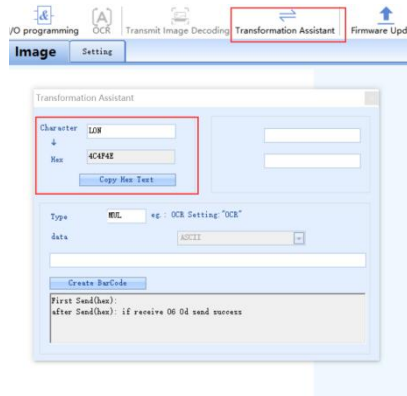 /O programming OCR Transmit Image Decoding Transformation Assistant Firmware Upd
Image Setting
Transformation Assistant
Character LON
↓
Hex 4C4F4E
Copy Hex Text
Type MUL eg.: OCR Setting:"OCR"
data ASCII
Create BarCode
First Send(hex):
after Send(hex): if receive 06 0d send success